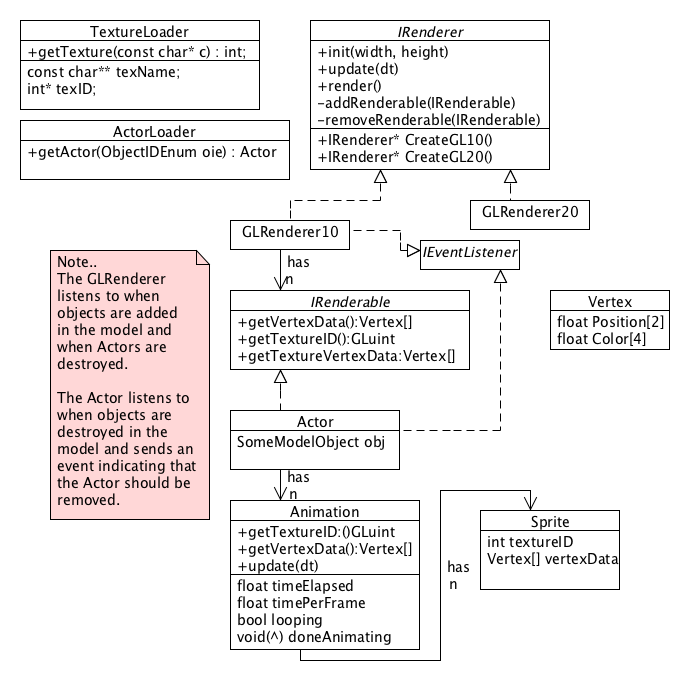 TextureLoader
+getTexture(const char* c) : int;
const char** texName;
int* texID;
ActorLoader
+getActor(ObjectIDEnum oie) : Actor
IRenderer
+init(width, height)
+update(dt)
+render()
-addRenderable(IRenderable)
-removeRenderable(IRenderable)
+IRenderer* CreateGL10()
+IRenderer* CreateGL20()
GLRenderer10
GLRenderer20
IEventListener
has
n
Note..
The GLRenderer
listens to when
objects are added
in the model and
when Actors are
destroyed.
The Actor listens to
when objects are
destroyed in the
model and sends an
event indicating that
the Actor should be
removed.
IRenderable
+getVertexData():Vertex[]
+getTextureID():GLuint
+getTextureVertexData:Vertex[]
Vertex
float Position[2]
float Color[4]
Actor
SomeModelObject obj
has
n
Animation
+getTextureID:()GLuint
+getVertexData():Vertex[]
+update(dt)
float timeElapsed
float timePerFrame
bool looping
void(^) doneAnimating
has
n
Sprite
int textureID
Vertex[] vertexData